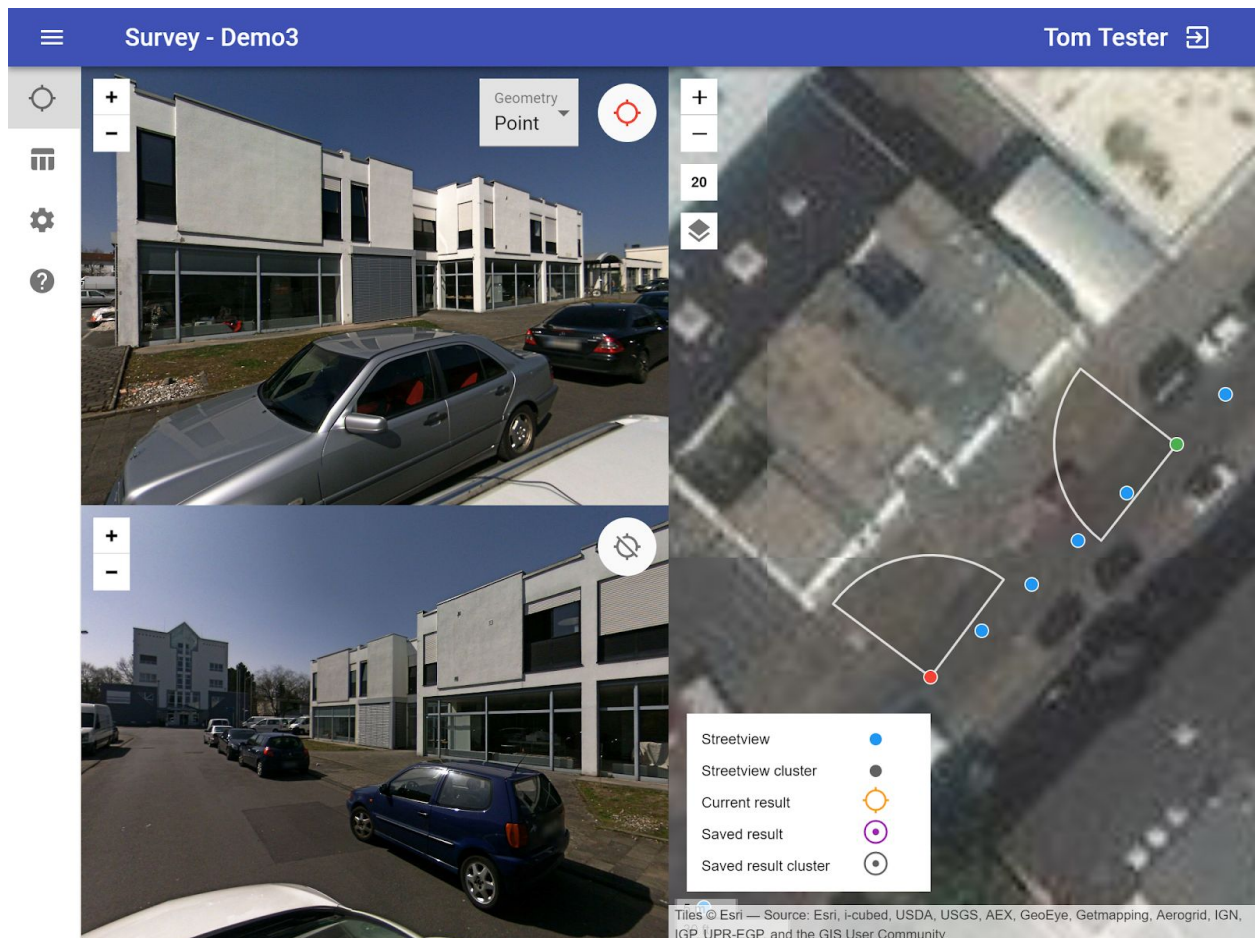 Survey - Demo3
Tom Tester
+
-
Geometry
Point
+
-
20
+
-
Streetview
Streetview cluster
Current result
Saved result
Saved result cluster
Tiles © Esri — Source: Esri, i-cubed, USDA, USGS, AEX, GeoEye, Getmapping, Aerogrid, IGN,
IGP, UPR-EGP, and the GIS User Community